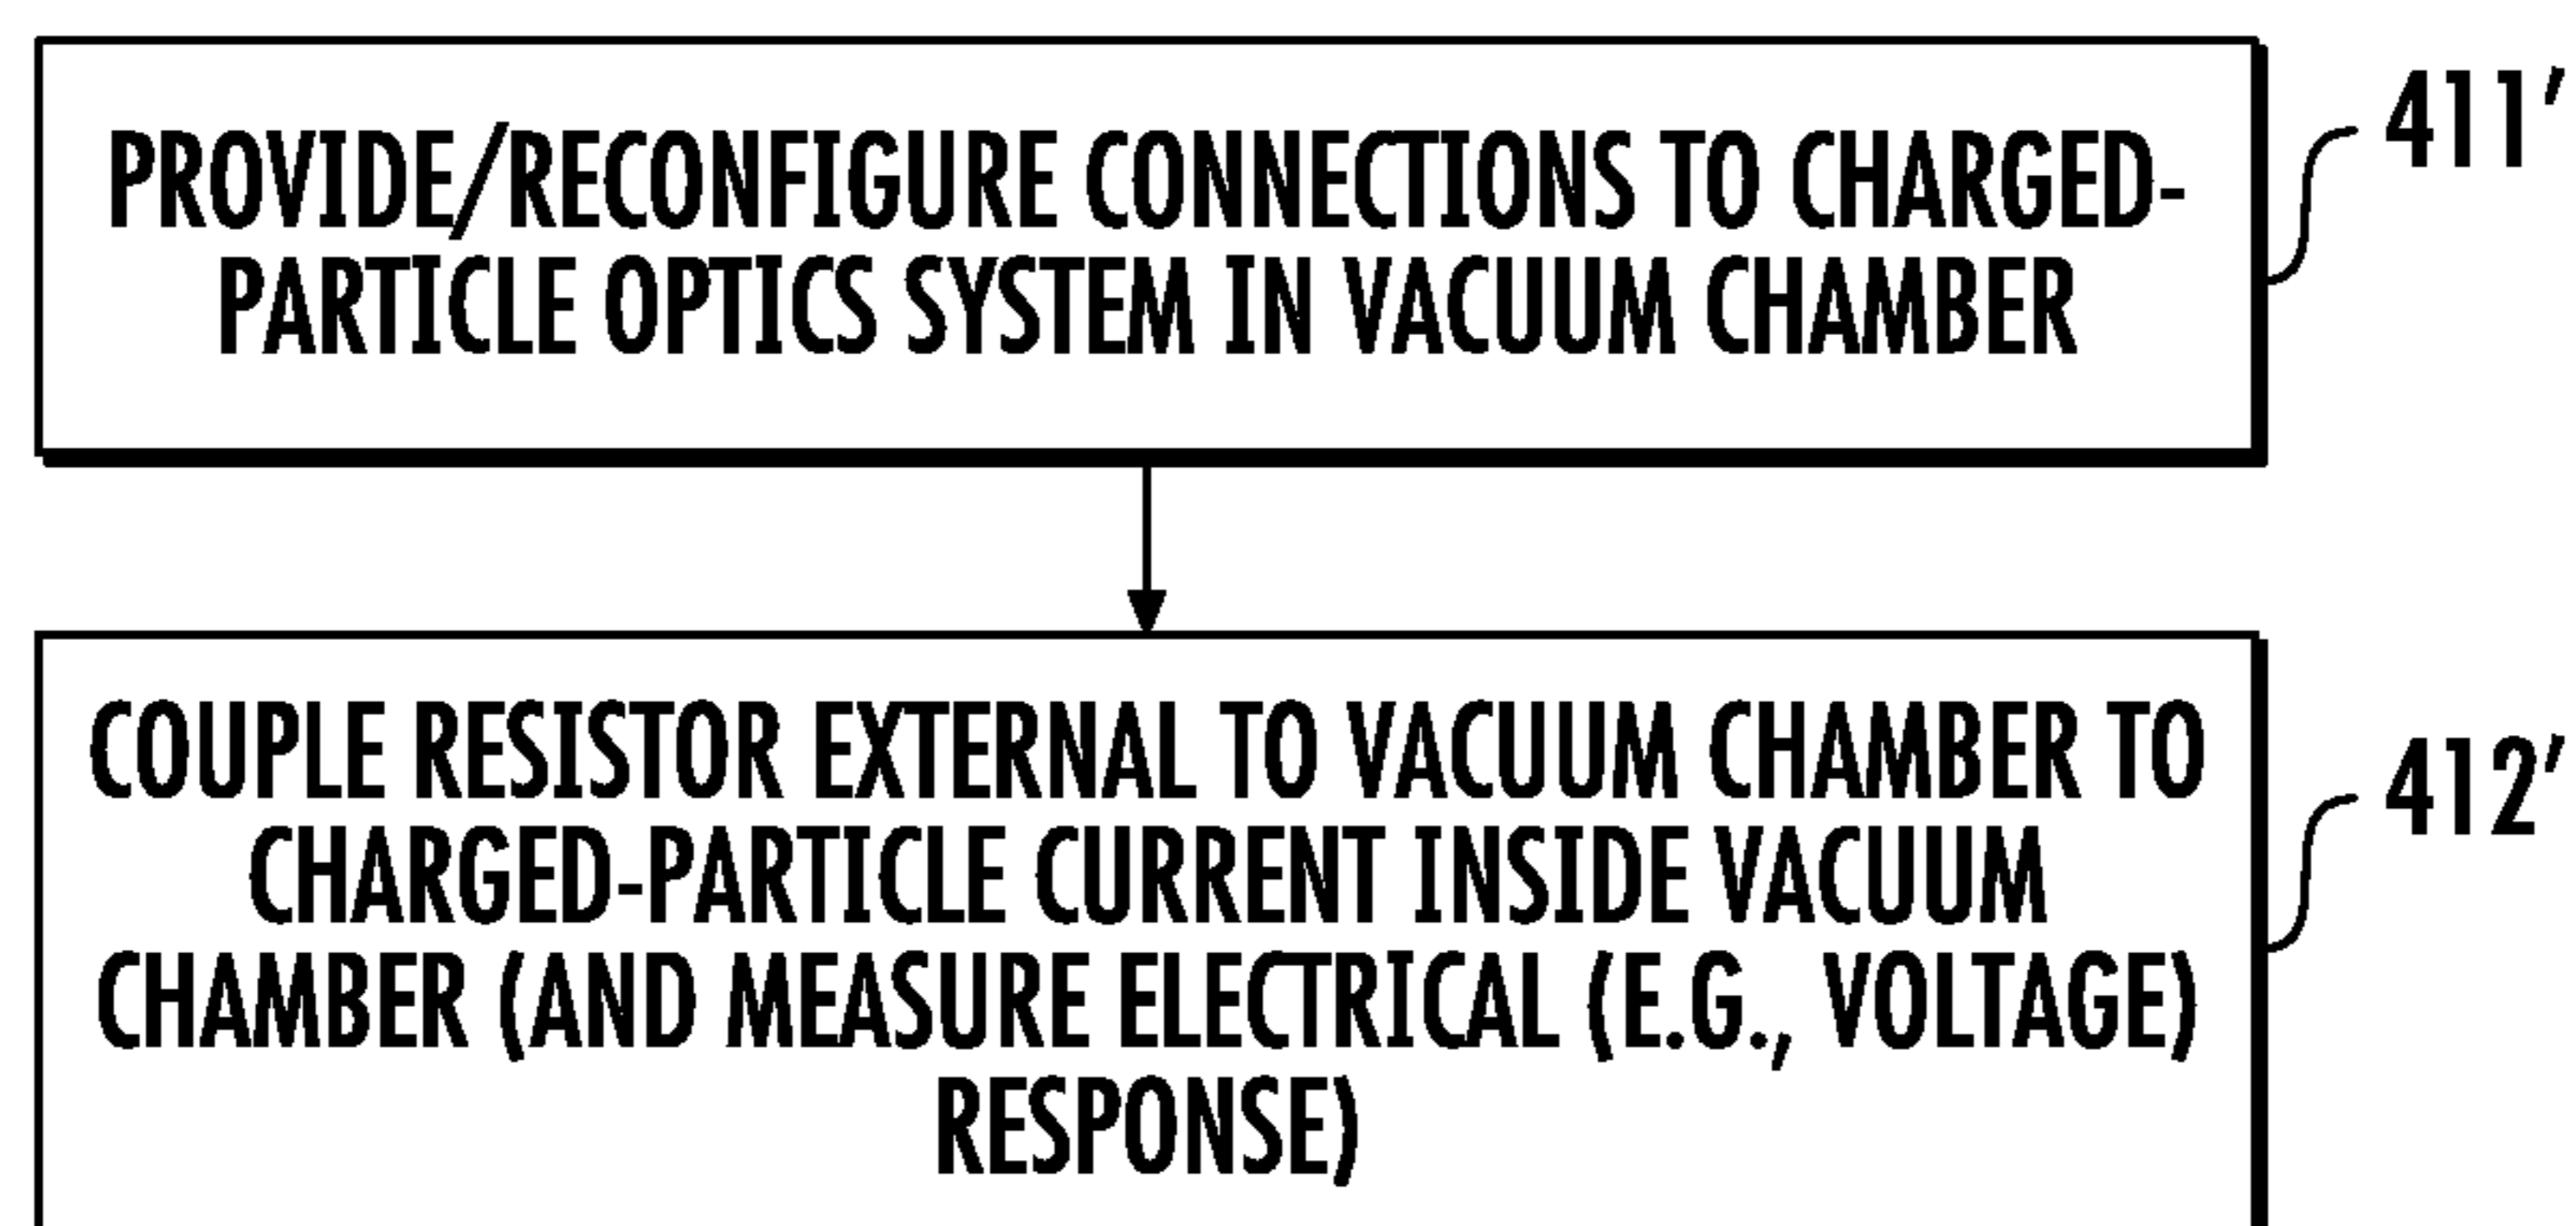 PROVIDE/RECONFIGURE CONNECTIONS TO CHARGED-
PARTICLE OPTICS SYSTEM IN VACUUM CHAMBER
411'
COUPLE RESISTOR EXTERNAL TO VACUUM CHAMBER TO
CHARGED-PARTICLE CURRENT INSIDE VACUUM
CHAMBER (AND MEASURE ELECTRICAL (E.G., VOLTAGE)
RESPONSE)
412'